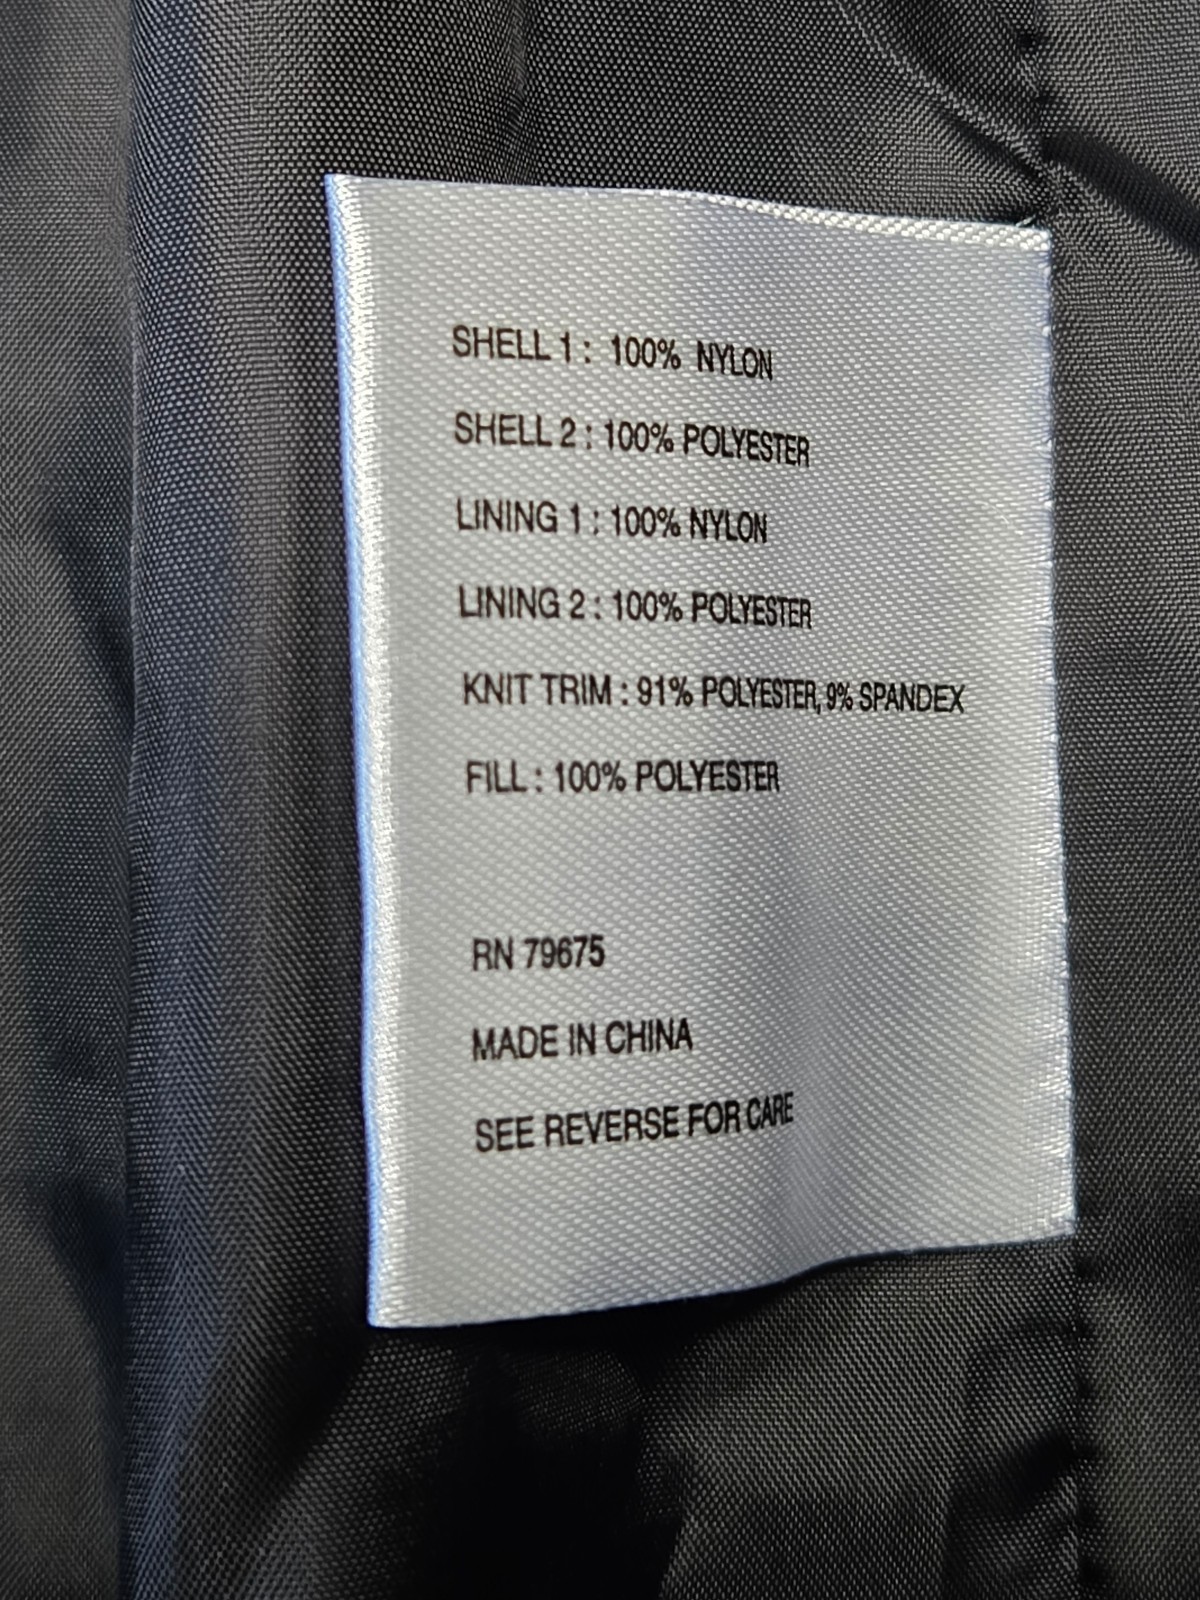 SHELL 1 : 100% NYLON
SHELL 2 : 100% POLYESTER
LINING 1 : 100% NYLON
LINING 2 : 100% POLYESTER
KNIT TRIM : 91% POLYESTER, 9% SPANDEX
FILL : 100% POLYESTER
RN 79675
MADE IN CHINA
SEE REVERSE FOR CARE